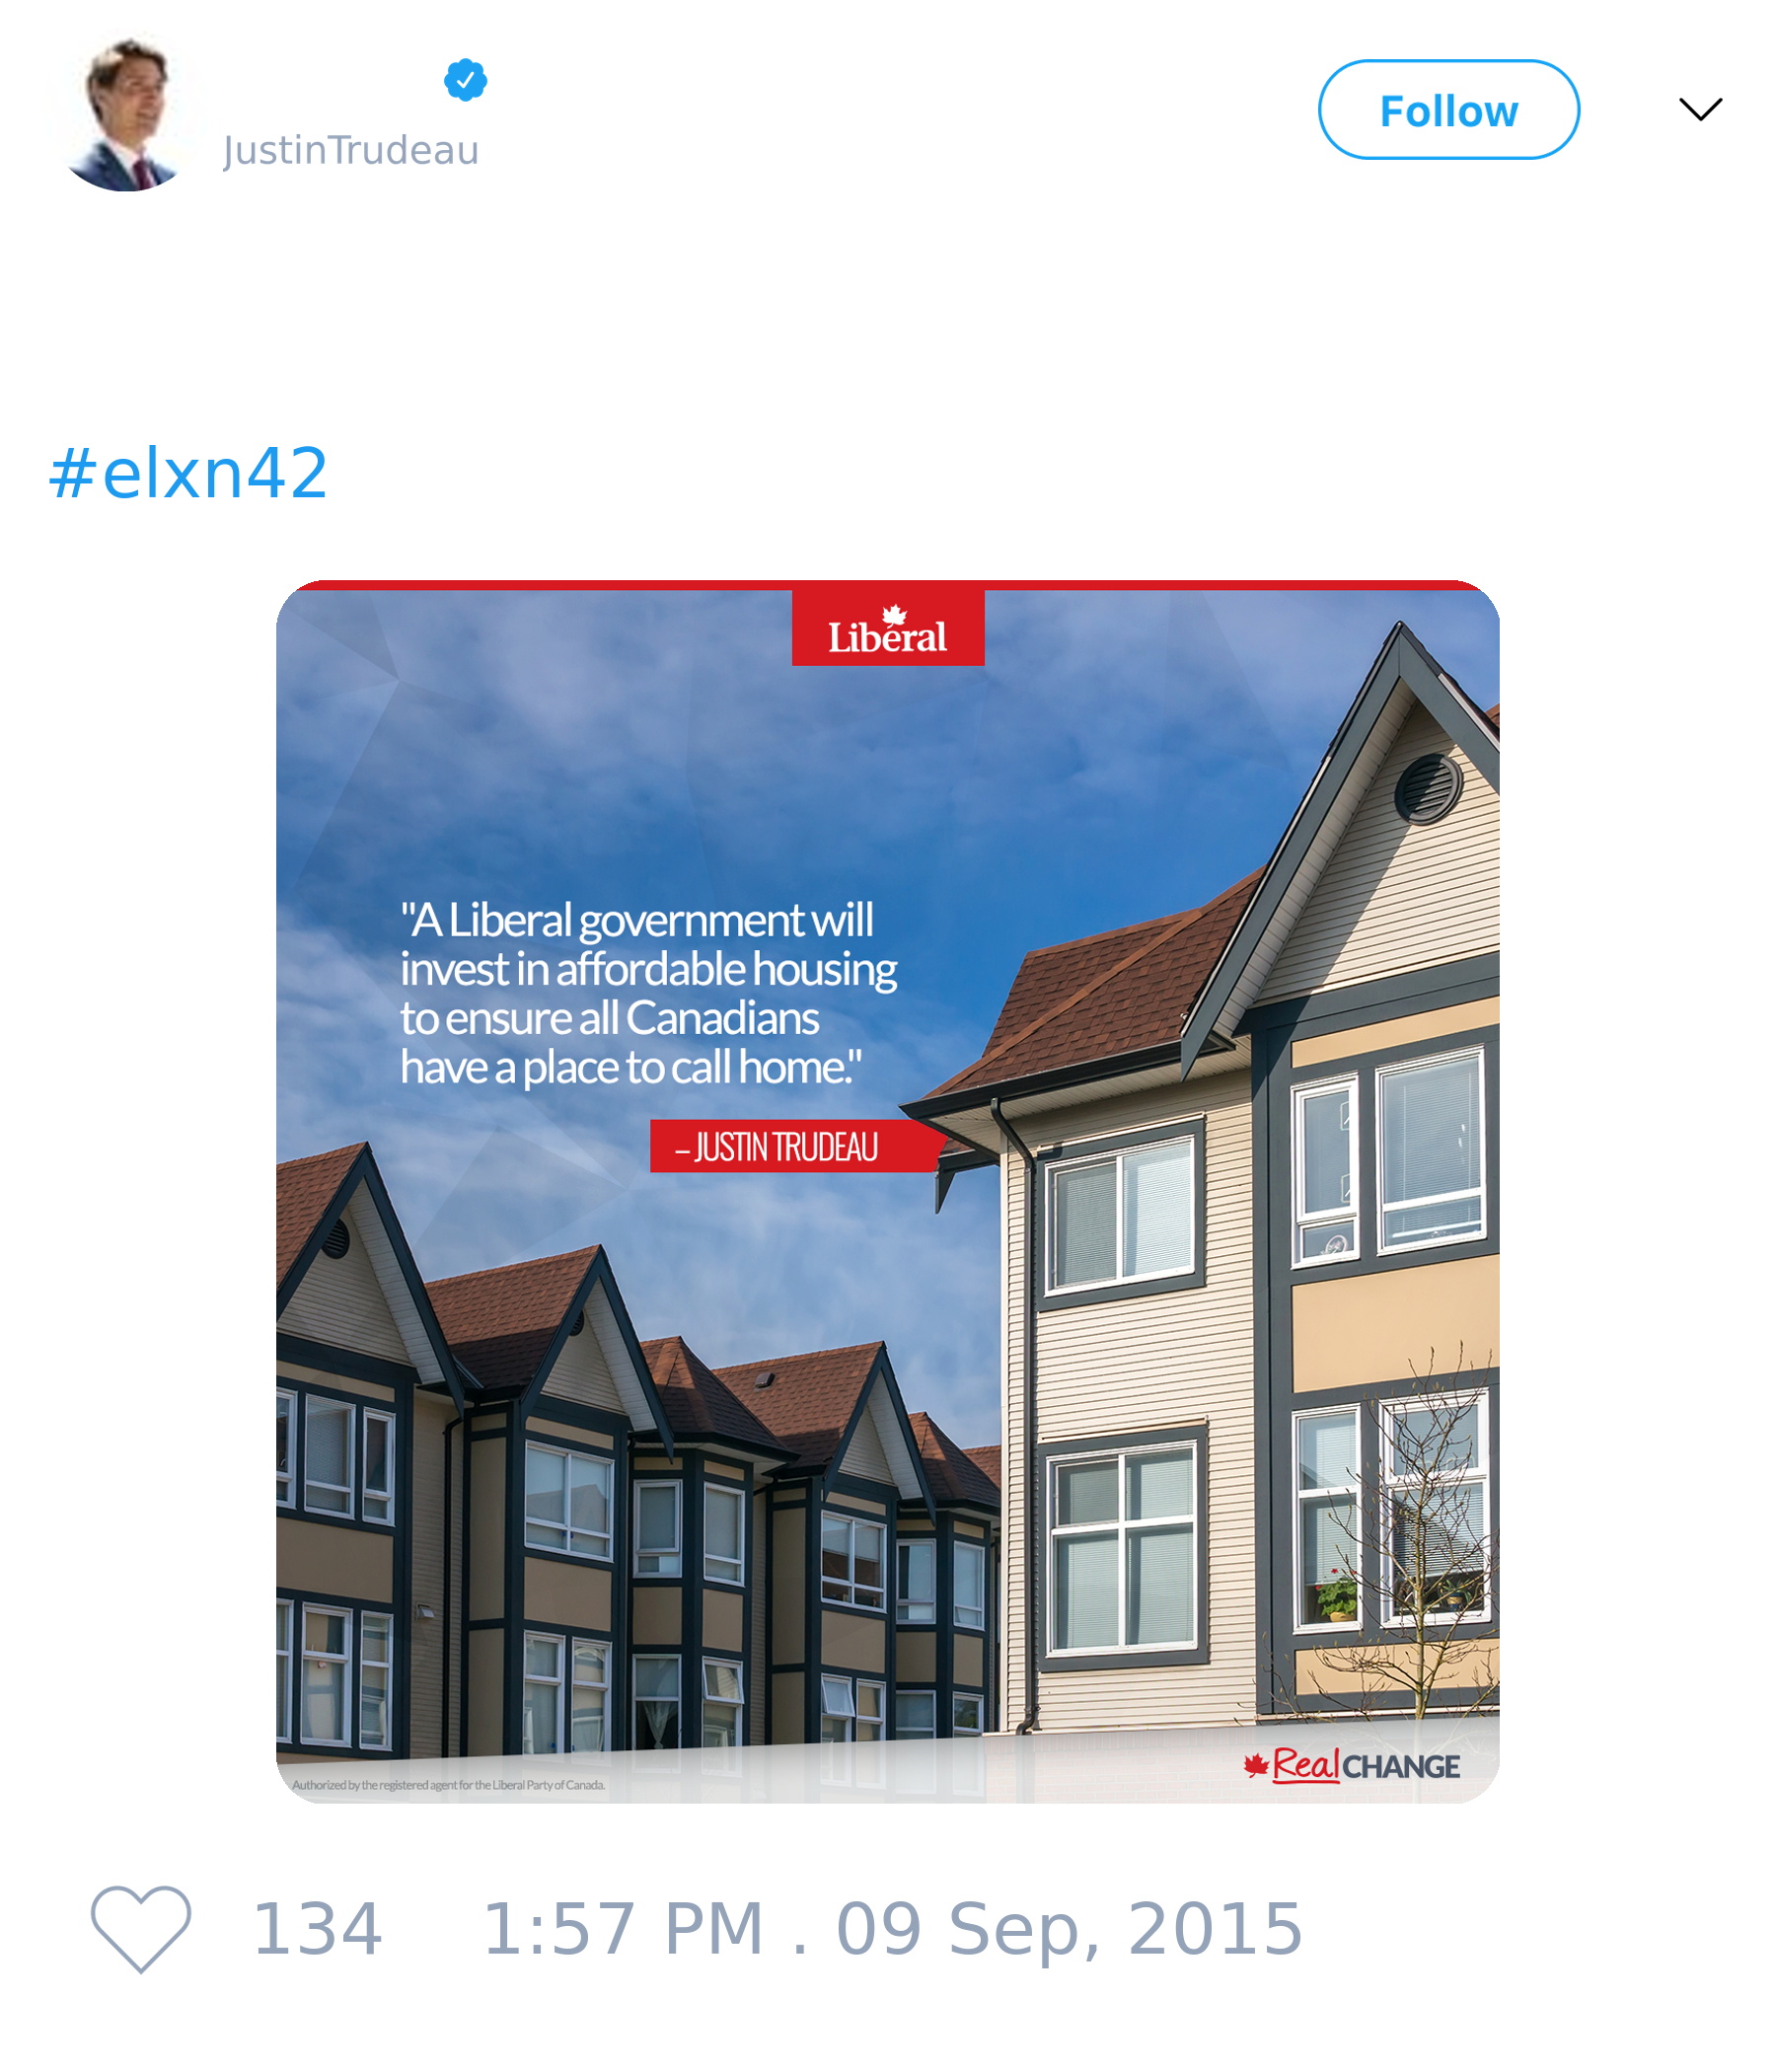 JustinTrudeau
Follow
#elxn42
Liberal
"A Liberal government will
invest in affordable housing
to ensure all Canadians
have a place to call home."
– JUSTIN TRUDEAU
Authorized by the registered agent for the Liberal Party of Canada.
Real CHANGE
134 1:57 PM . 09 Sep, 2015